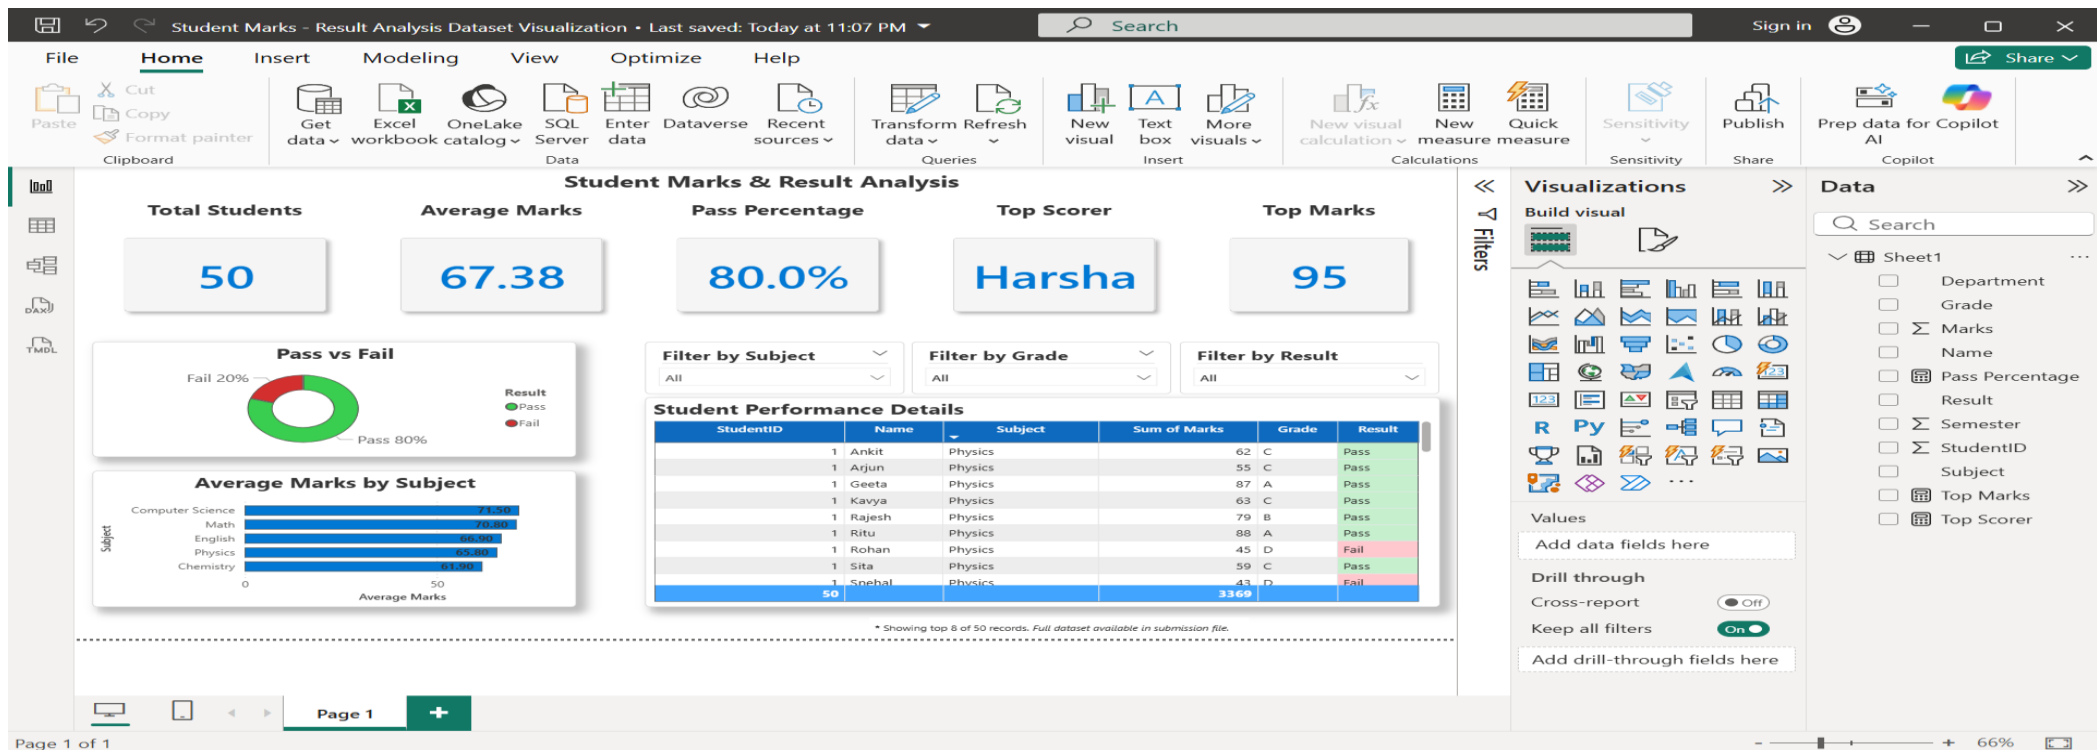 Student Marks - Result Analysis Dataset Visualization • Last saved: Today at 11:07 PM
Search
Sign in
File Home Insert Modeling View Optimize Help
Share
Paste
Cut
Copy
Format painter
Clipboard
Get data
Excel workbook
OneLake catalog
SQL Server
Enter data
Dataverse
Recent sources
Data
Transform data
Refresh
Queries
New visual
Text box
More visuals
Insert
New visual calculation
New measure
Quick measure
Calculations
Sensitivity
Sensitivity
Publish
Share
Prep data for AI
Copilot
Copilot
DAX
TMDL
Student Marks & Result Analysis
Total Students
50
Average Marks
67.38
Pass Percentage
80.0%
Top Scorer
Harsha
Top Marks
95
Pass vs Fail
Fail 20%
Pass 80%
Result
Pass
Fail
Filter by Subject
All
Filter by Grade
All
Filter by Result
All
Average Marks by Subject
Subject
Computer Science 71.50
Math 70.80
English 66.90
Physics 65.80
Chemistry 61.90
0 50
Average Marks
Student Performance Details
StudentID Name Subject Sum of Marks Grade Result
1 Ankit Physics 62 C Pass
1 Arjun Physics 55 C Pass
1 Geeta Physics 87 A Pass
1 Kavya Physics 63 C Pass
1 Rajesh Physics 79 B Pass
1 Ritu Physics 88 A Pass
1 Rohan Physics 45 D Fail
1 Sita Physics 59 C Pass
1 Snehal Physics 43 D Fail
50 3369
* Showing top 8 of 50 records. Full dataset available in submission file.
Filters
Visualizations
Build visual
123
123
R Py
Values
Add data fields here
Drill through
Cross-report Off
Keep all filters On
Add drill-through fields here
Data
Search
Sheet1
Department
Grade
Marks
Name
Pass Percentage
Result
Semester
StudentID
Subject
Top Marks
Top Scorer
Page 1
Page 1 of 1
66%